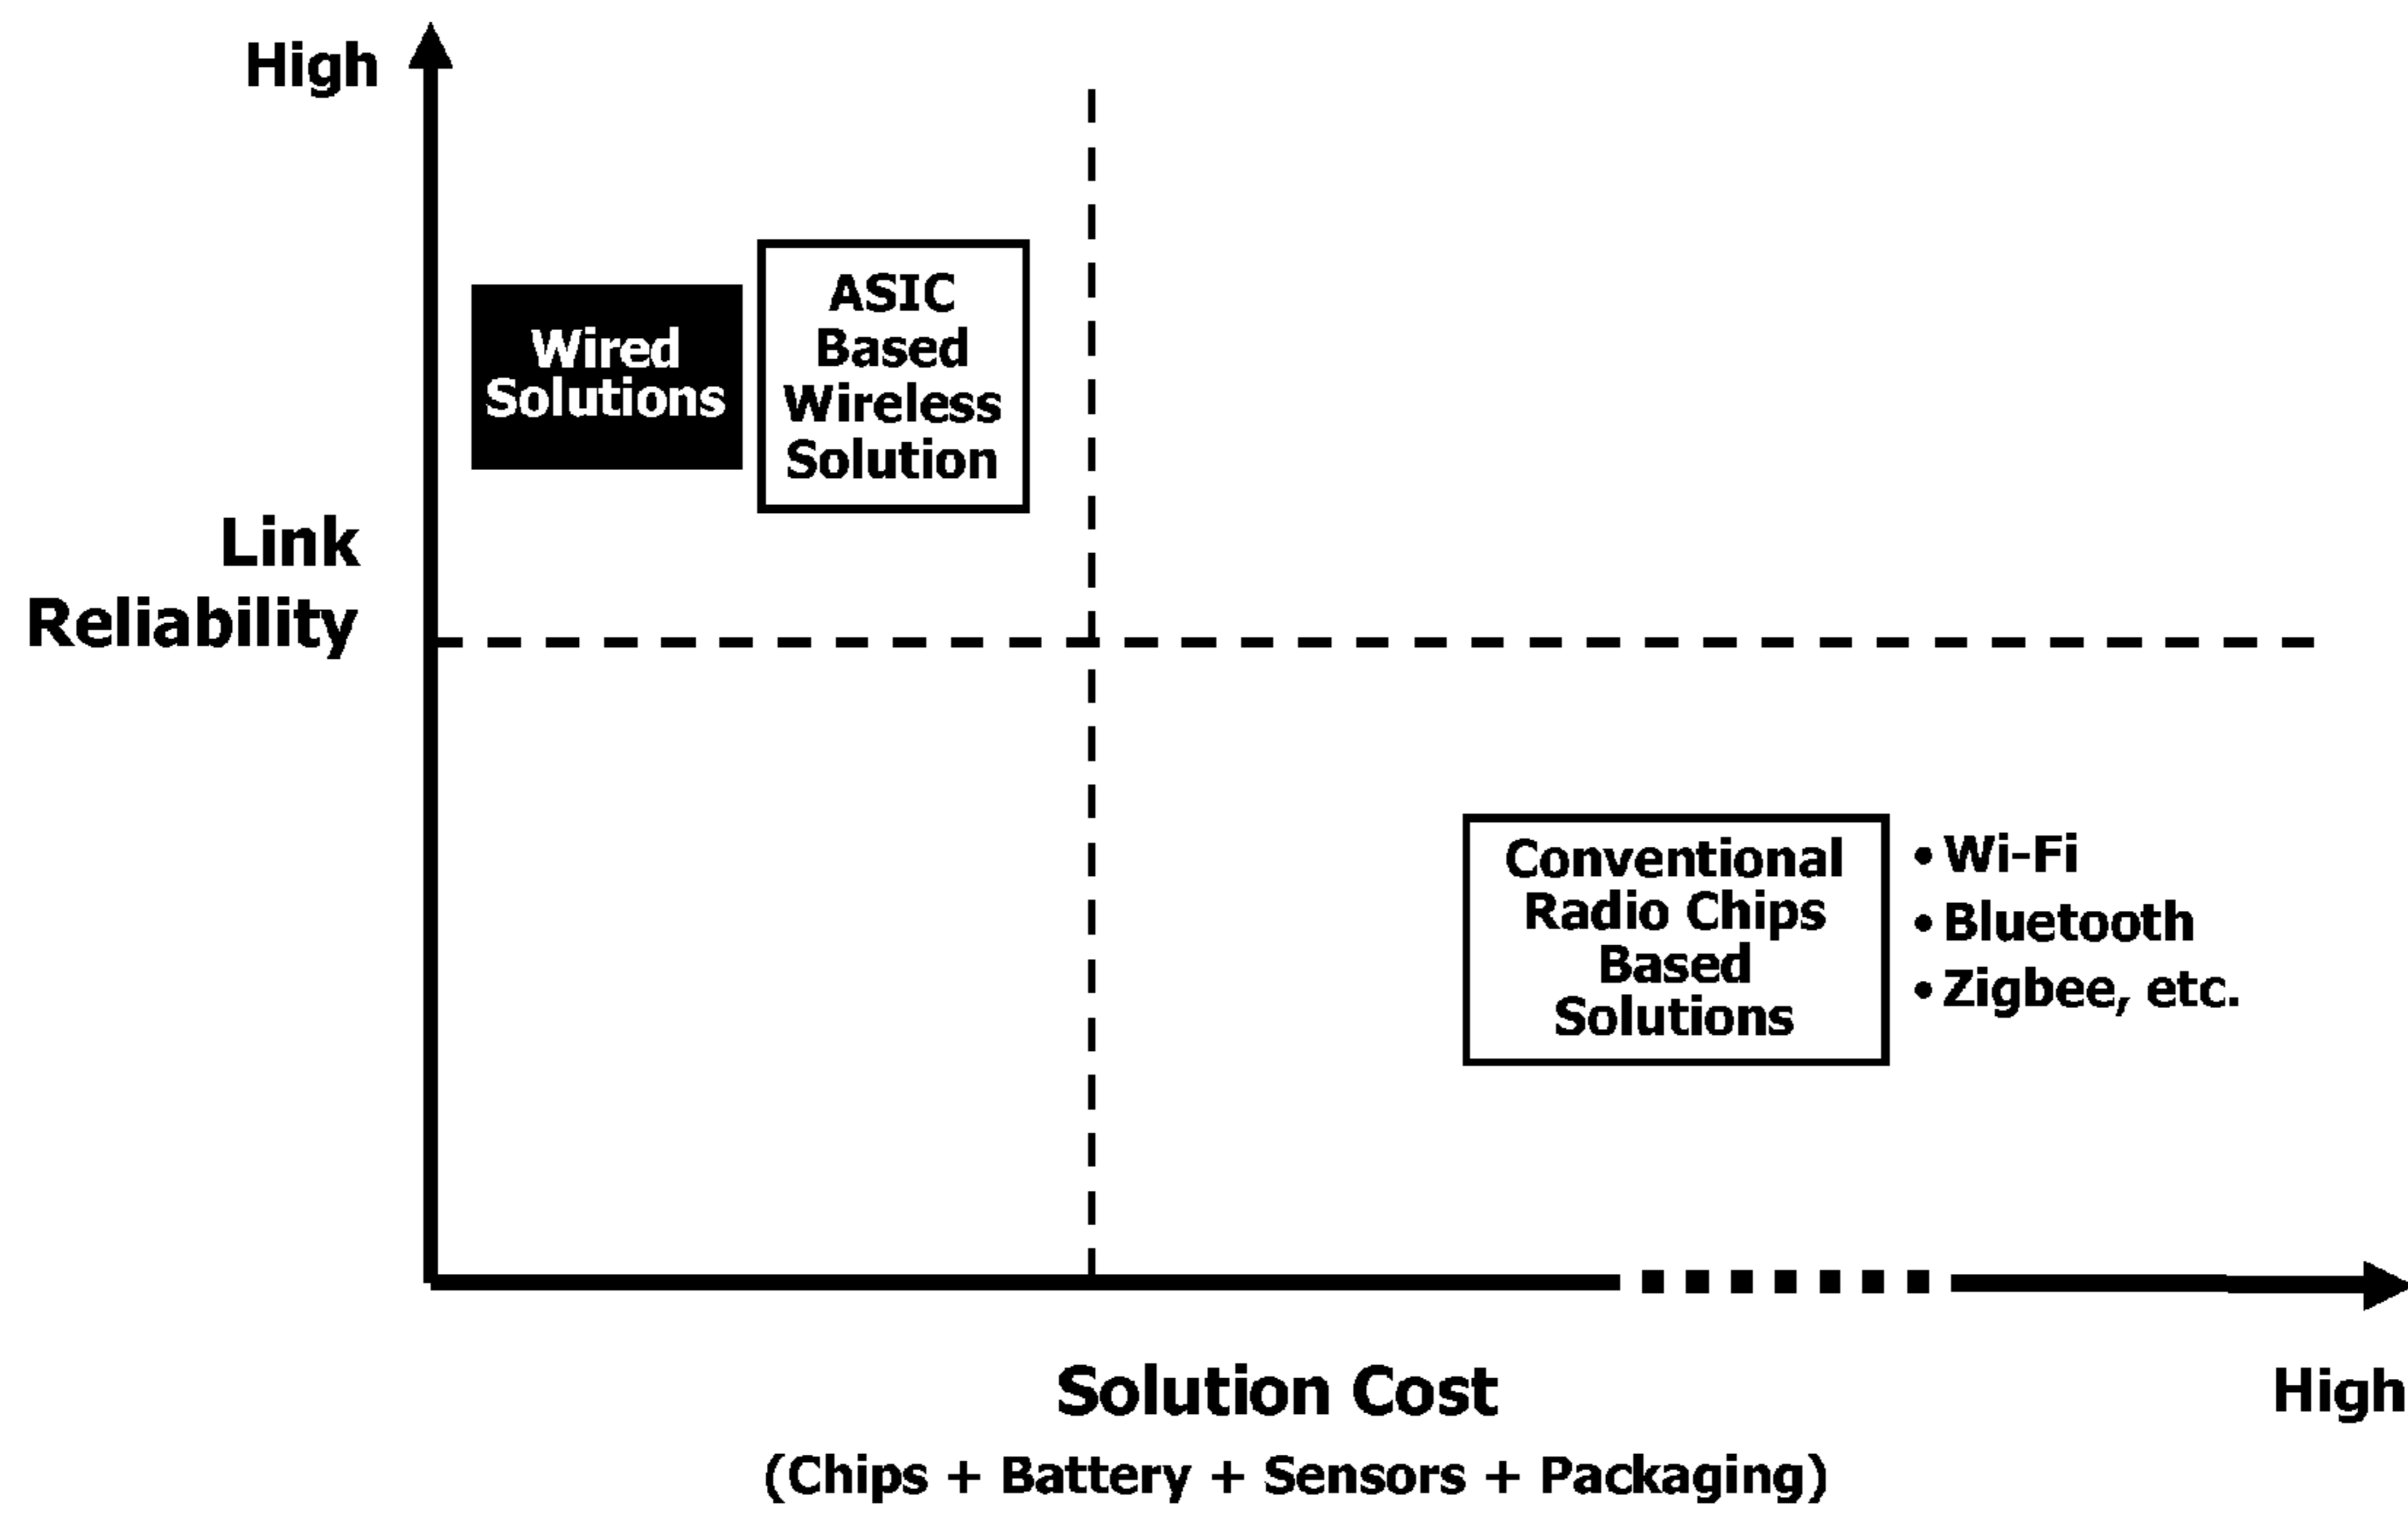 High
Wired
Solutions
ASIC
Based
Wireless
Solution
Link
Reliability
Conventional
Radio Chips
Based
Solutions
• Wi-Fi
• Bluetooth
• Zigbee, etc.
Solution Cost
High
(Chips + Battery + Sensors + Packaging)